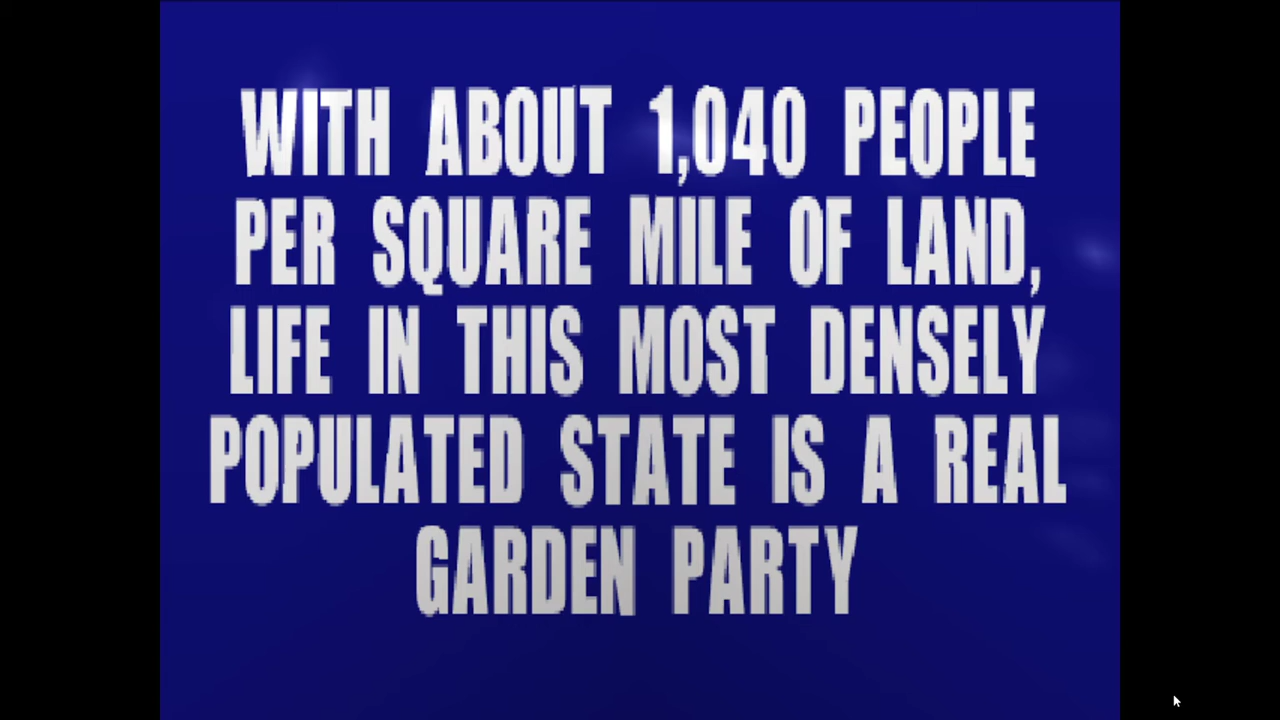 WITH ABOUT 1,040 PEOPLE
PER SQUARE MILE OF LAND,
LIFE IN THIS MOST DENSELY
POPULATED STATE IS A REAL
GARDEN PARTY